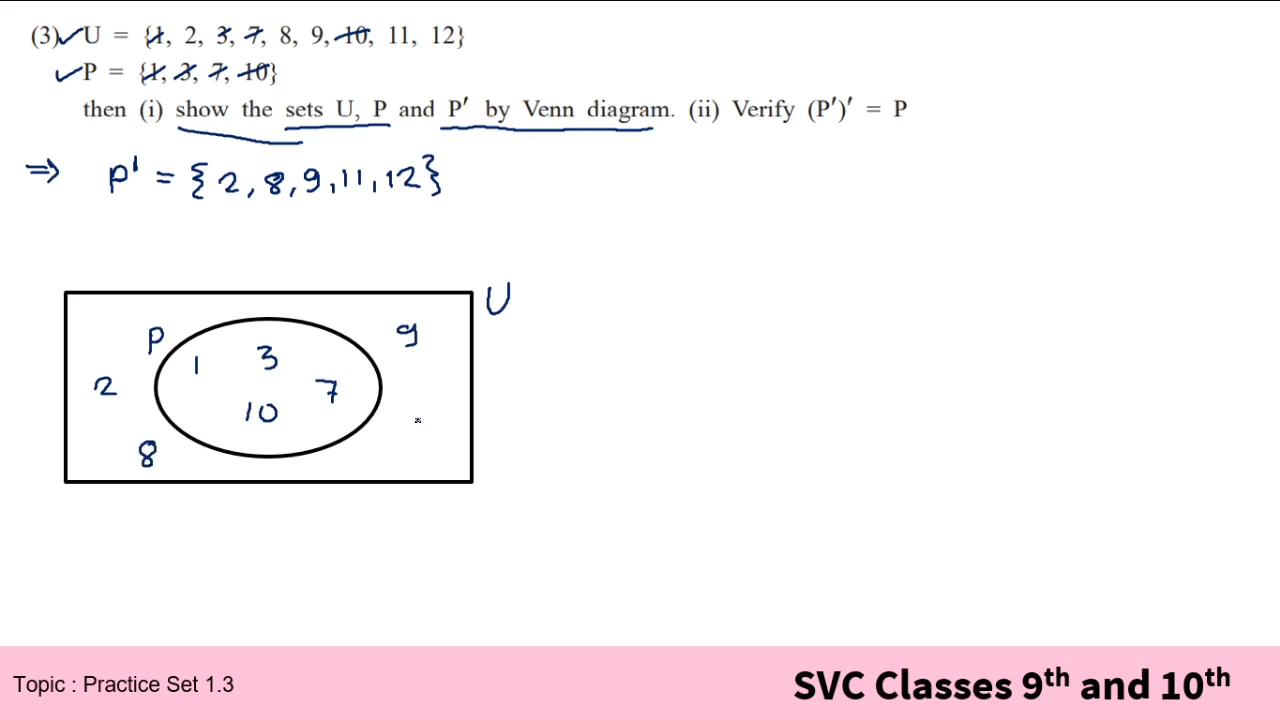 (3) U = {1, 2, 3, 7, 8, 9, 10, 11, 12}
P = {1, 3, 7, 10}
then (i) show the sets U, P and P′ by Venn diagram. (ii) Verify (P′)′ = P
⇒ P' = {2, 8, 9, 11, 12}
U
P
9
1
3
2
7
10
8
Topic : Practice Set 1.3
SVC Classes 9th and 10th